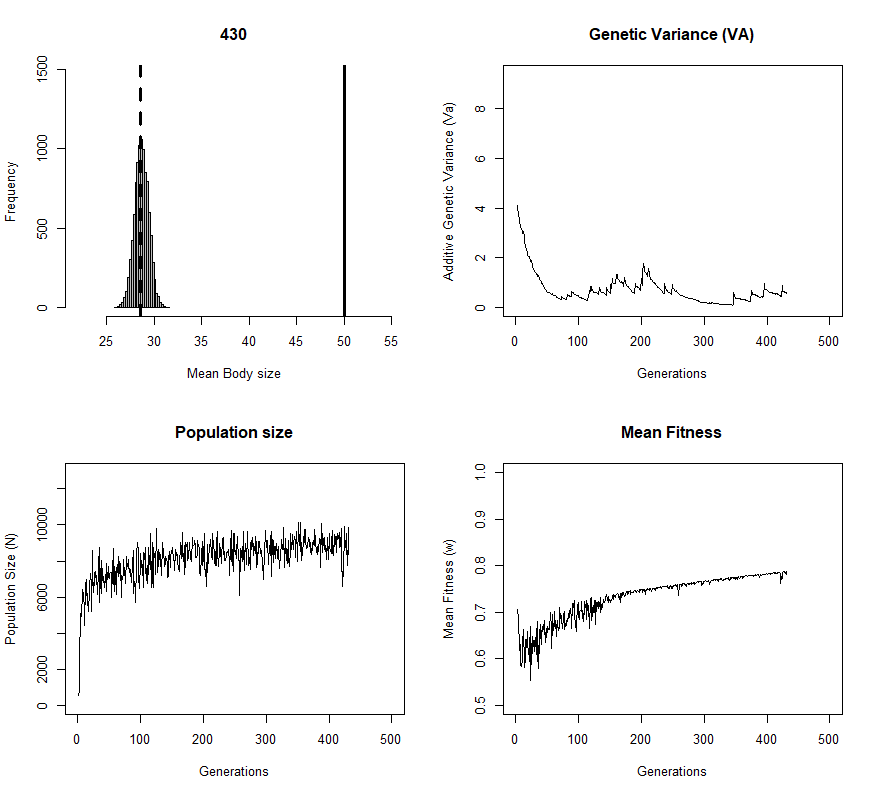 430
Frequency
0 500 1000 1500
25 30 35 40 45 50 55
Mean Body size
Genetic Variance (VA)
Additive Genetic Variance (Va)
0 2 4 6 8
0 100 200 300 400 500
Generations
Population size
Population Size (N)
0 2000 6000 10000
0 100 200 300 400 500
Generations
Mean Fitness
Mean Fitness (w)
0.5 0.6 0.7 0.8 0.9 1.0
0 100 200 300 400 500
Generations